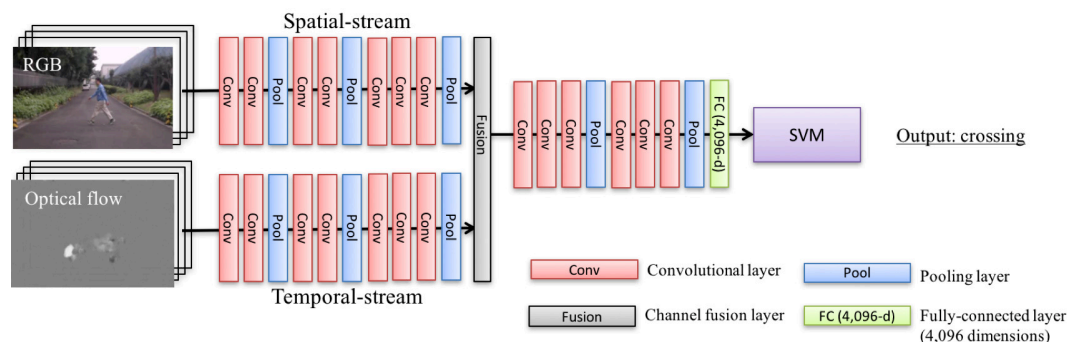 Spatial-stream
RGB
Conv
Conv
Pool
Conv
Conv
Pool
Conv
Conv
Conv
Pool
Optical flow
Conv
Conv
Pool
Conv
Conv
Pool
Conv
Conv
Conv
Pool
Temporal-stream
Fusion
Conv
Conv
Conv
Pool
Conv
Conv
Conv
Pool
FC (4,096-d)
SVM
Output: crossing
Conv
Convolutional layer
Pool
Pooling layer
Fusion
Channel fusion layer
FC (4,096-d)
Fully-connected layer
(4,096 dimensions)